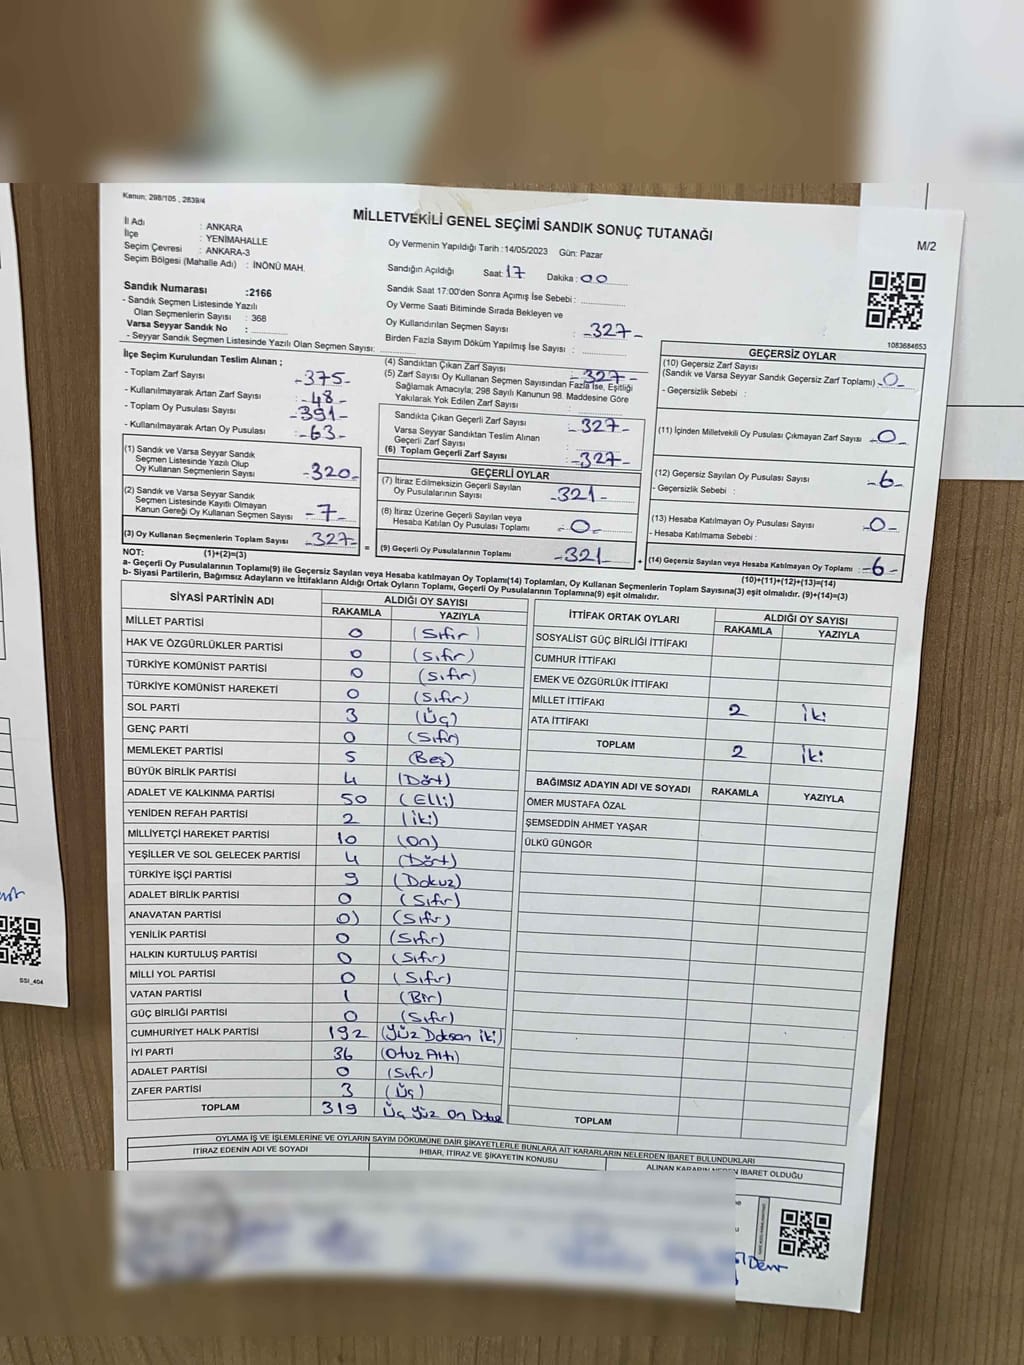 Kanun; 298/105 , 2839/4
MİLLETVEKİLİ GENEL SEÇİMİ SANDIK SONUÇ TUTANAĞI
M/2
İl Adı : ANKARA
İlçe : YENİMAHALLE
Seçim Çevresi : ANKARA-3
Seçim Bölgesi (Mahalle Adı) : İNÖNÜ MAH.
Oy Vermenin Yapıldığı Tarih : 14/05/2023 Gün: Pazar
Sandığın Açıldığı Saat: 17 Dakika : 00
Sandık Saat 17:00'den Sonra Açımış İse Sebebi :
Oy Verme Saati Bitiminde Sırada Bekleyen ve
Oy Kullandırılan Seçmen Sayısı : -327-
Birden Fazla Sayım Döküm Yapılmış İse Sayısı :
1083684653
Sandık Numarası :2166
- Sandık Seçmen Listesinde Yazılı
Olan Seçmenlerin Sayısı : 368
Varsa Seyyar Sandık No :
- Seyyar Sandık Seçmen Listesinde Yazılı Olan Seçmen Sayısı:
İlçe Seçim Kurulundan Teslim Alınan ;
- Toplam Zarf Sayısı : -375-
- Kullanılmayarak Artan Zarf Sayısı : -48-
- Toplam Oy Pusulası Sayısı : -391-
- Kullanılmayarak Artan Oy Pusulası : -63-
(1) Sandık ve Varsa Seyyar Sandık
Seçmen Listesinde Yazılı Olup
Oy Kullanan Seçmenlerin Sayısı : -320-
(2) Sandık ve Varsa Seyyar Sandık
Seçmen Listesinde Kayıtlı Olmayan
Kanun Gereği Oy Kullanan Seçmen Sayısı : -7-
(3) Oy Kullanan Seçmenlerin Toplam Sayısı : -327-
(4) Sandıktan Çıkan Zarf Sayısı : -327-
(5) Zarf Sayısı Oy Kullanan Seçmen Sayısından Fazla İse, Eşitliği
Sağlamak Amacıyla; 298 Sayılı Kanunun 98. Maddesine Göre
Yakılarak Yok Edilen Zarf Sayısı :
Sandıkta Çıkan Geçerli Zarf Sayısı : -327-
Varsa Seyyar Sandıktan Teslim Alınan
Geçerli Zarf Sayısı :
(6) Toplam Geçerli Zarf Sayısı : -327-
GEÇERLİ OYLAR
(7) İtiraz Edilmeksizin Geçerli Sayılan
Oy Pusulalarının Sayısı : -321-
(8) İtiraz Üzerine Geçerli Sayılan veya
Hesaba Katılan Oy Pusulası Toplamı : -0-
= (9) Geçerli Oy Pusulalarının Toplamı : -321-
GEÇERSİZ OYLAR
(10) Geçersiz Zarf Sayısı
(Sandık ve Varsa Seyyar Sandık Geçersiz Zarf Toplamı) -0-
- Geçersizlik Sebebi :
(11) İçinden Milletvekili Oy Pusulası Çıkmayan Zarf Sayısı : -0-
(12) Geçersiz Sayılan Oy Pusulası Sayısı : -6-
- Geçersizlik Sebebi :
(13) Hesaba Katılmayan Oy Pusulası Sayısı : -0-
- Hesaba Katılmama Sebebi :
+ (14) Geçersiz Sayılan veya Hesaba Katılmayan Oy Toplamı : -6-
NOT: (1)+(2)=(3)
(10)+(11)+(12)+(13)=(14)
a- Geçerli Oy Pusulalarının Toplamı(9) ile Geçersiz Sayılan veya Hesaba katılmayan Oy Toplamı(14) Toplamları, Oy Kullanan Seçmenlerin Toplam Sayısına(3) eşit olmalıdır. (9)+(14)=(3)
b- Siyasi Partilerin, Bağımsız Adayların ve İttifakların Aldığı Ortak Oyların Toplamı, Geçerli Oy Pusulalarının Toplamına(9) eşit olmalıdır.
SİYASİ PARTİNİN ADI ALDIĞI OY SAYISI
RAKAMLA YAZIYLA
MİLLET PARTİSİ 0 (Sıfır)
HAK VE ÖZGÜRLÜKLER PARTİSİ 0 (Sıfır)
TÜRKİYE KOMÜNİST PARTİSİ 0 (Sıfır)
TÜRKİYE KOMÜNİST HAREKETİ 0 (Sıfır)
SOL PARTİ 3 (Üç)
GENÇ PARTİ 0 (Sıfır)
MEMLEKET PARTİSİ 5 (Beş)
BÜYÜK BİRLİK PARTİSİ 4 (Dört)
ADALET VE KALKINMA PARTİSİ 50 (Elli)
YENİDEN REFAH PARTİSİ 2 (İki)
MİLLİYETÇİ HAREKET PARTİSİ 10 (On)
YEŞİLLER VE SOL GELECEK PARTİSİ 4 (Dört)
TÜRKİYE İŞÇİ PARTİSİ 9 (Dokuz)
ADALET BİRLİK PARTİSİ 0 (Sıfır)
ANAVATAN PARTİSİ 0) (Sıfır)
YENİLİK PARTİSİ 0 (Sıfır)
HALKIN KURTULUŞ PARTİSİ 0 (Sıfır)
MİLLİ YOL PARTİSİ 0 (Sıfır)
VATAN PARTİSİ 1 (Bir)
GÜÇ BİRLİĞİ PARTİSİ 0 (Sıfır)
CUMHURİYET HALK PARTİSİ 192 (Yüz Doksan iki)
İYİ PARTİ 36 (Otuz Altı)
ADALET PARTİSİ 0 (Sıfır)
ZAFER PARTİSİ 3 (Üç)
TOPLAM 319 Üç Yüz On Dokuz
İTTİFAK ORTAK OYLARI ALDIĞI OY SAYISI
RAKAMLA YAZIYLA
SOSYALİST GÜÇ BİRLİĞİ İTTİFAKI
CUMHUR İTTİFAKI
EMEK VE ÖZGÜRLÜK İTTİFAKI
MİLLET İTTİFAKI 2 İki
ATA İTTİFAKI
TOPLAM 2 İki
BAĞIMSIZ ADAYIN ADI VE SOYADI RAKAMLA YAZIYLA
ÖMER MUSTAFA ÖZAL
ŞEMSEDDİN AHMET YAŞAR
ÜLKÜ GÜNGÖR
TOPLAM
OYLAMA İŞ VE İŞLEMLERİNE VE OYLARIN SAYIM DÖKÜMÜNE DAİR ŞİKAYETLERLE BUNLARA AİT KARARLARIN NELERDEN İBARET BULUNDUKLARI
İTİRAZ EDENİN ADI VE SOYADI İHBAR, İTİRAZ VE ŞİKAYETİN KONUSU ALINAN KARARIN NEDEN İBARET OLDUĞU
SSI_404